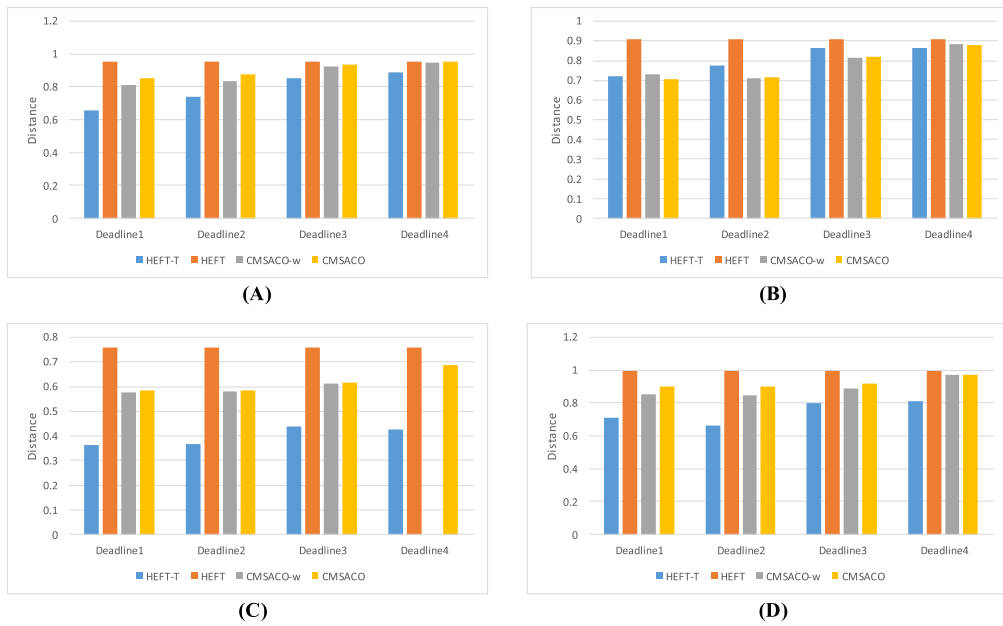 1.2
1
0.8
0.6
0.4
0.2
0
Distance
Deadline1 Deadline2 Deadline3 Deadline4
HEFT-T HEFT CMSACO-w CMSACO
(A)
1
0.9
0.8
0.7
0.6
0.5
0.4
0.3
0.2
0.1
0
Distance
Deadline1 Deadline2 Deadline3 Deadline4
HEFT-T HEFT CMSACO-w CMSACO
(B)
0.8
0.7
0.6
0.5
0.4
0.3
0.2
0.1
0
Distance
Deadline1 Deadline2 Deadline3 Deadline4
HEFT-T HEFT CMSACO-w CMSACO
(C)
1.2
1
0.8
0.6
0.4
0.2
0
Distance
Deadline1 Deadline2 Deadline3 Deadline4
HEFT-T HEFT CMSACO-w CMSACO
(D)